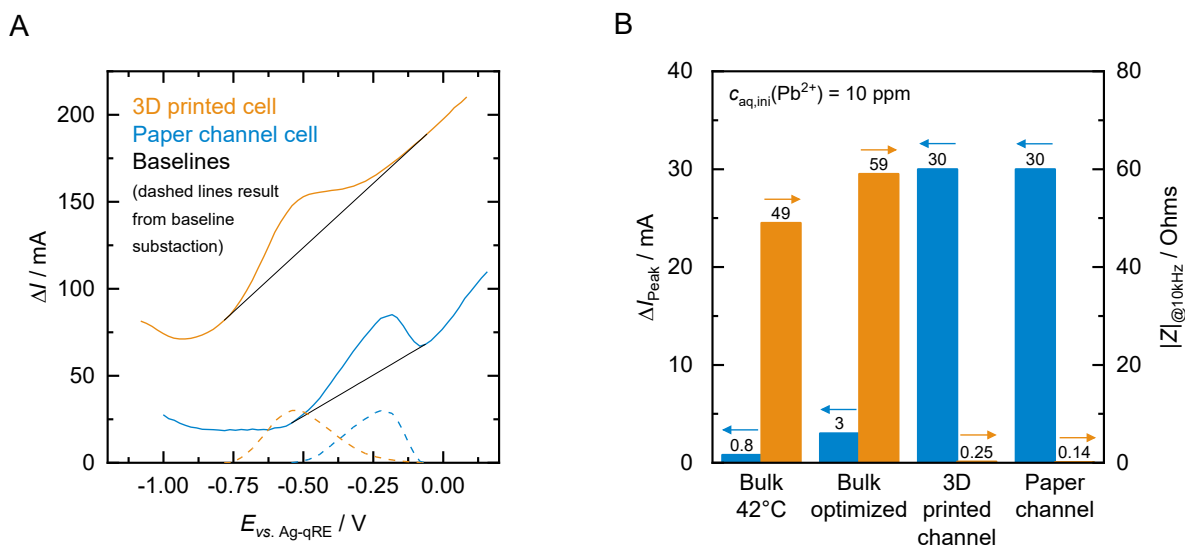 A
B
ΔI / mA
200
150
100
50
0
3D printed cell
Paper channel cell
Baselines
(dashed lines result
from baseline
substaction)
-1.00 -0.75 -0.50 -0.25 0.00
E vs. Ag-qRE / V
ΔI Peak / mA
40
30
20
10
0
c aq,ini (Pb²⁺) = 10 ppm
0.8 49 3 59 30 0.25 30 0.14
80
60
40
20
0
|Z| @10kHz / Ohms
Bulk
42°C
Bulk
optimized
3D
printed
channel
Paper
channel